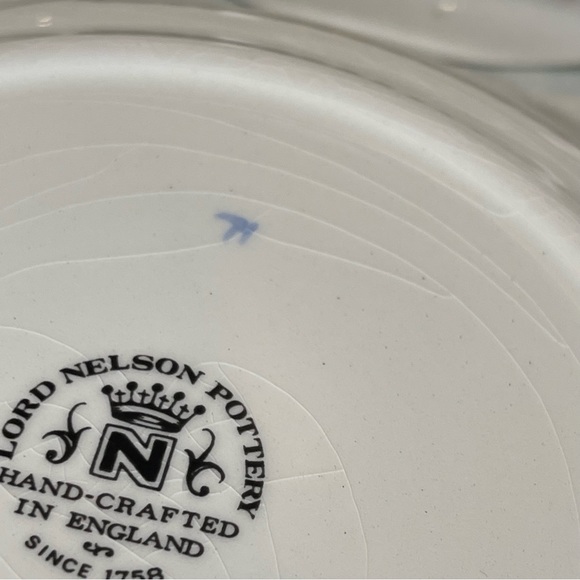 LORD NELSON POTTERY
N
HAND-CRAFTED
IN ENGLAND
SINCE 1758